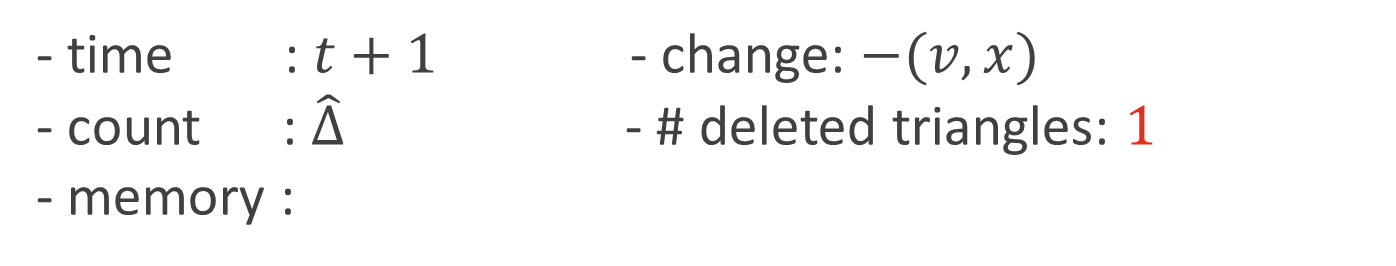 - time : t + 1 - change: −(v, x)
- count : Δ̂ - # deleted triangles: 1
- memory :